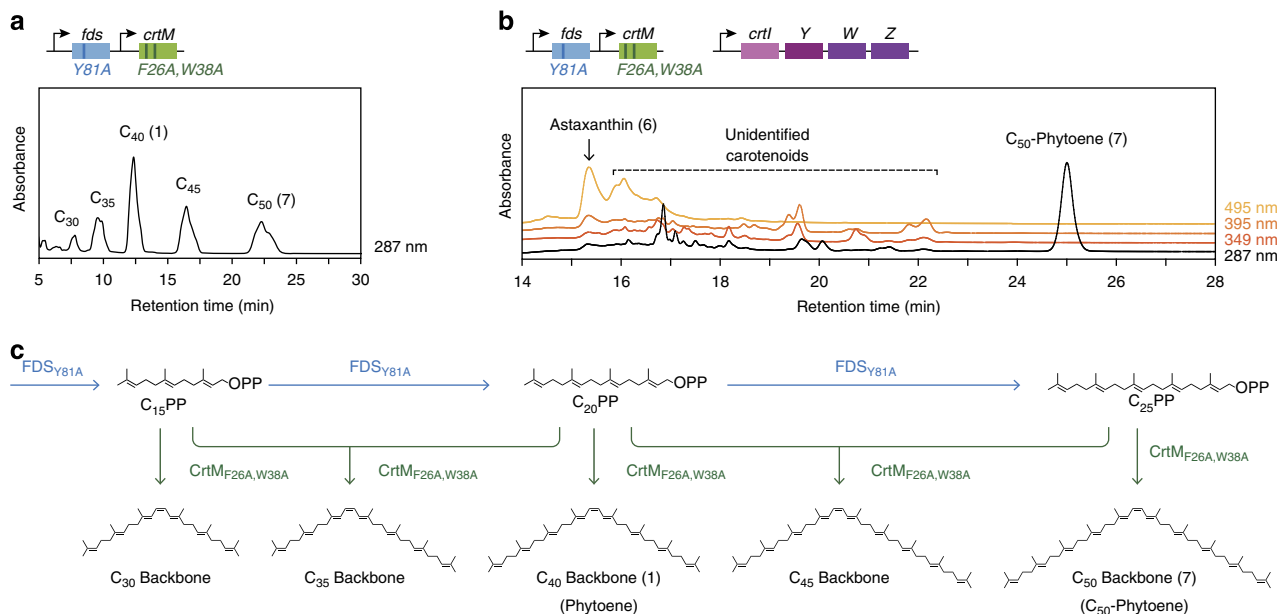 a
fds crtM
Y81A F26A,W38A
Absorbance
C30
C35
C40 (1)
C45
C50 (7)
287 nm
5 10 15 20 25 30
Retention time (min)
b
fds crtM crtI Y W Z
Y81A F26A,W38A
Absorbance
Astaxanthin (6)
Unidentified
carotenoids
C50-Phytoene (7)
495 nm
395 nm
349 nm
287 nm
14 16 18 20 22 24 26 28
Retention time (min)
c
FDSY81A FDSY81A FDSY81A
OPP OPP OPP
C15PP C20PP C25PP
CrtMF26A,W38A CrtMF26A,W38A CrtMF26A,W38A CrtMF26A,W38A CrtMF26A,W38A
C30 Backbone C35 Backbone C40 Backbone (1) C45 Backbone C50 Backbone (7)
(Phytoene) (C50-Phytoene)